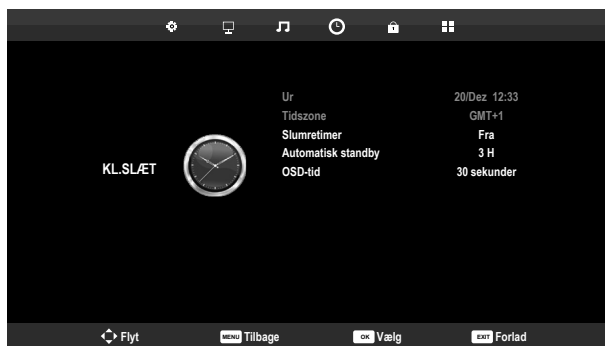 Ur 20/Dez 12:33
Tidszone GMT+1
Slumretimer Fra
Automatisk standby 3 H
OSD-tid 30 sekunder
KL.SLÆT
Flyt MENU Tilbage OK Vælg EXIT Forlad